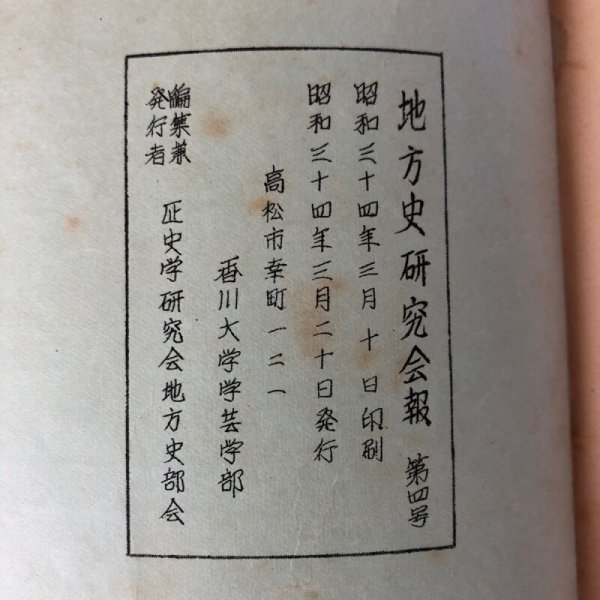 地方史研究会報 第四号
昭和三十四年三月十日印刷
昭和三十四年三月二十日発行
高松市幸町一二一
香川大学学芸学部
編集兼
発行者 歴史学研究会地方史部会